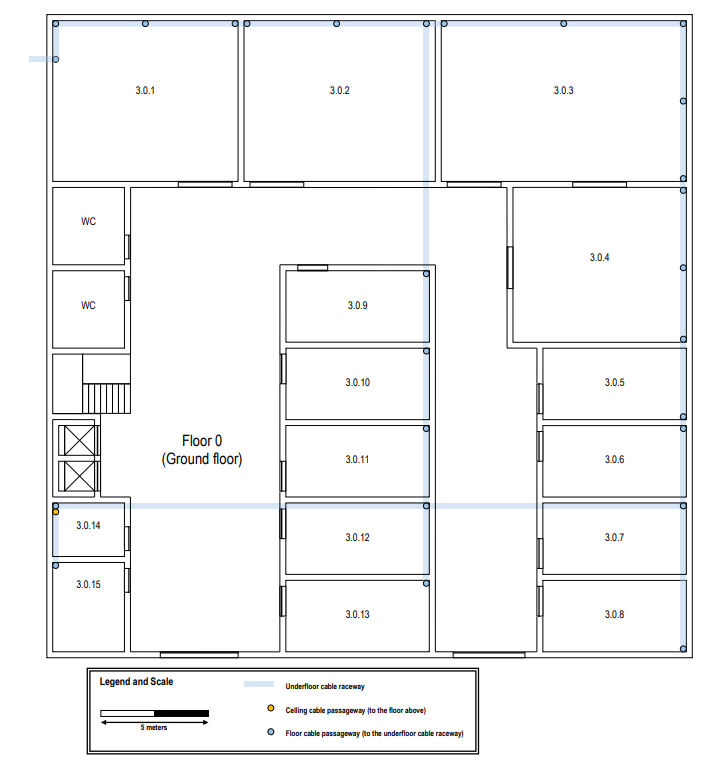 3.0.1
3.0.2
3.0.3
WC
3.0.4
WC
3.0.9
3.0.10
3.0.5
Floor 0
(Ground floor)
3.0.11
3.0.6
3.0.14
3.0.12
3.0.7
3.0.15
3.0.13
3.0.8
Legend and Scale
Underfloor cable raceway
Celling cable passageway (to the floor above)
5 meters
Floor cable passageway (to the underfloor cable raceway)